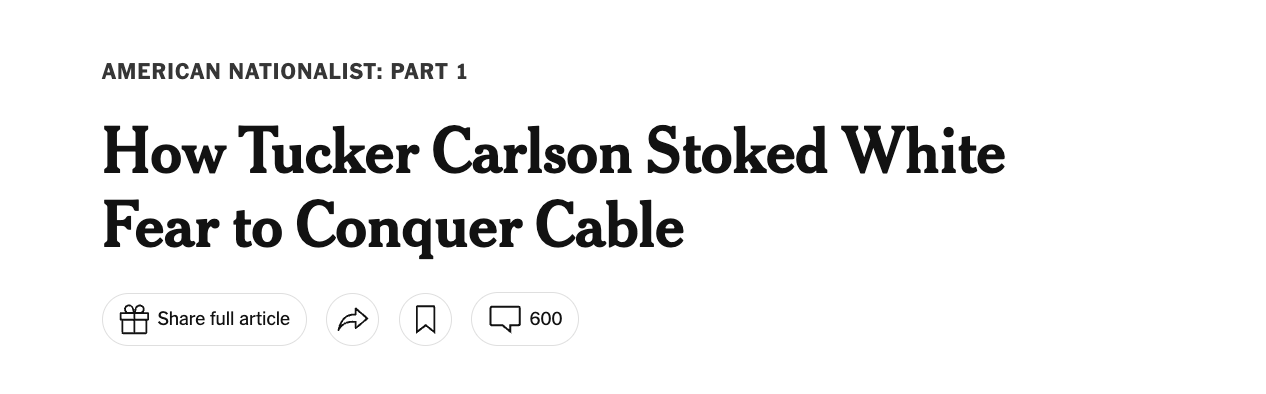 AMERICAN NATIONALIST: PART 1
How Tucker Carlson Stoked White
Fear to Conquer Cable
Share full article
600